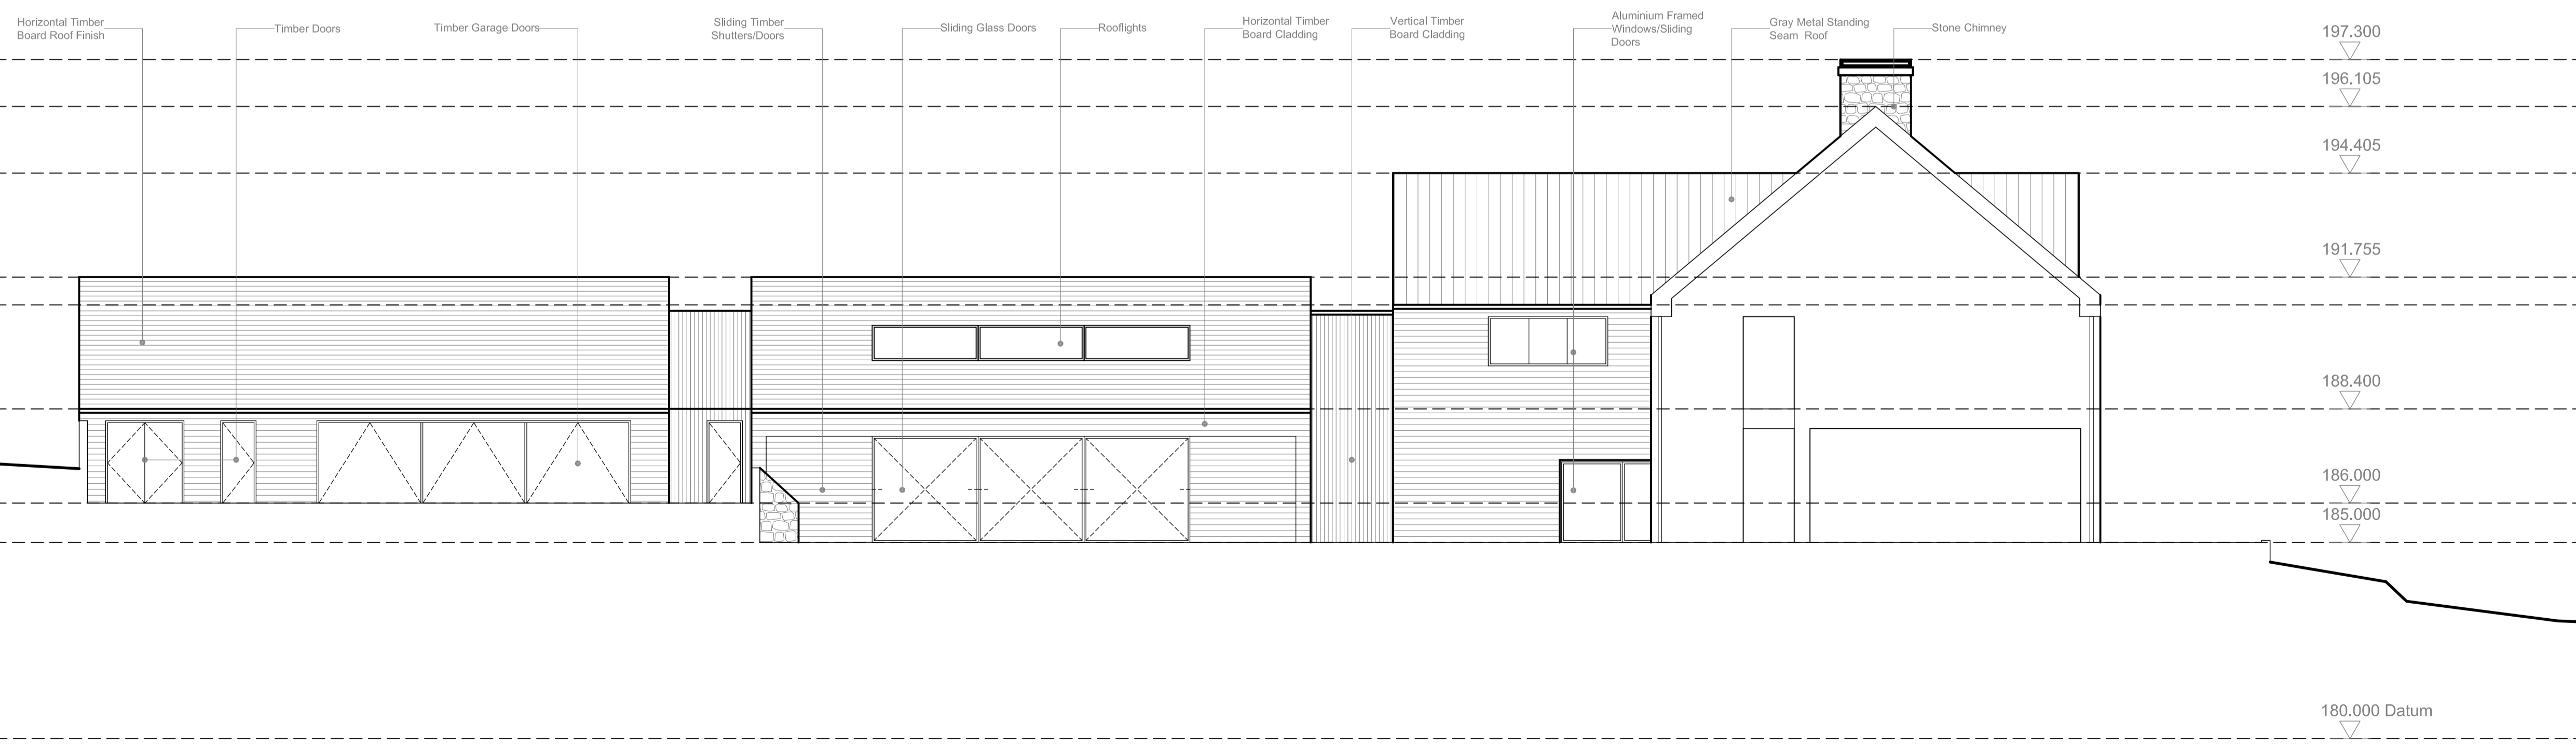 Horizontal Timber
Board Roof Finish
Timber Doors
Timber Garage Doors
Sliding Timber
Shutters/Doors
Sliding Glass Doors
Rooflights
Horizontal Timber
Board Cladding
Vertical Timber
Board Cladding
Aluminium Framed
Windows/Sliding
Doors
Gray Metal Standing
Seam Roof
Stone Chimney
197.300
196.105
194.405
191.755
188.400
186.000
185.000
180.000 Datum